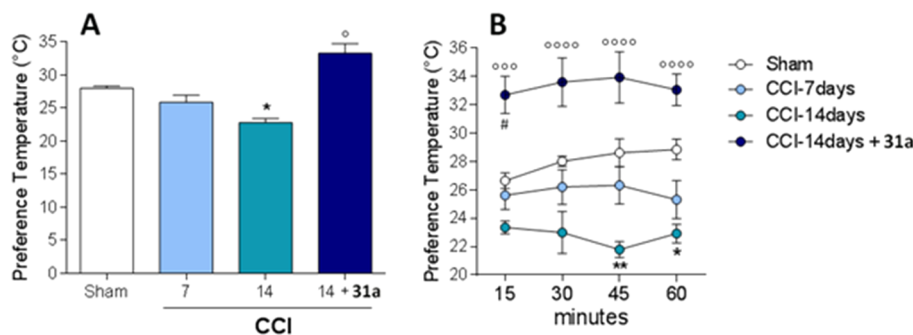 A
Preference Temperature (°C)
35
30
25
20
15
10
5
0
°
*
Sham
7
14
14 + 31a
CCI
B
Preference Temperature (°C)
36
34
32
30
28
26
24
22
20
°°°
°°°°
°°°°
°°°°
#
**
*
15
30
45
60
minutes
Sham
CCI-7days
CCI-14days
CCI-14days + 31a